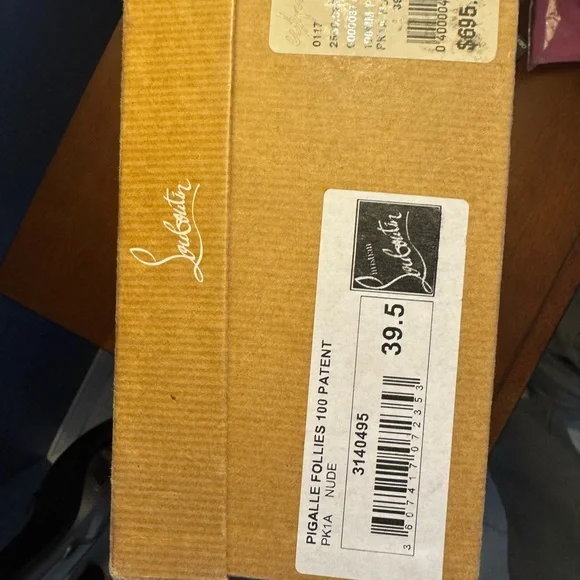 0117
$695.
Louboutin
Christian
Louboutin
PIGALLE FOLLIES 100 PATENT
PK1A NUDE
3140495
39.5
3607417072353